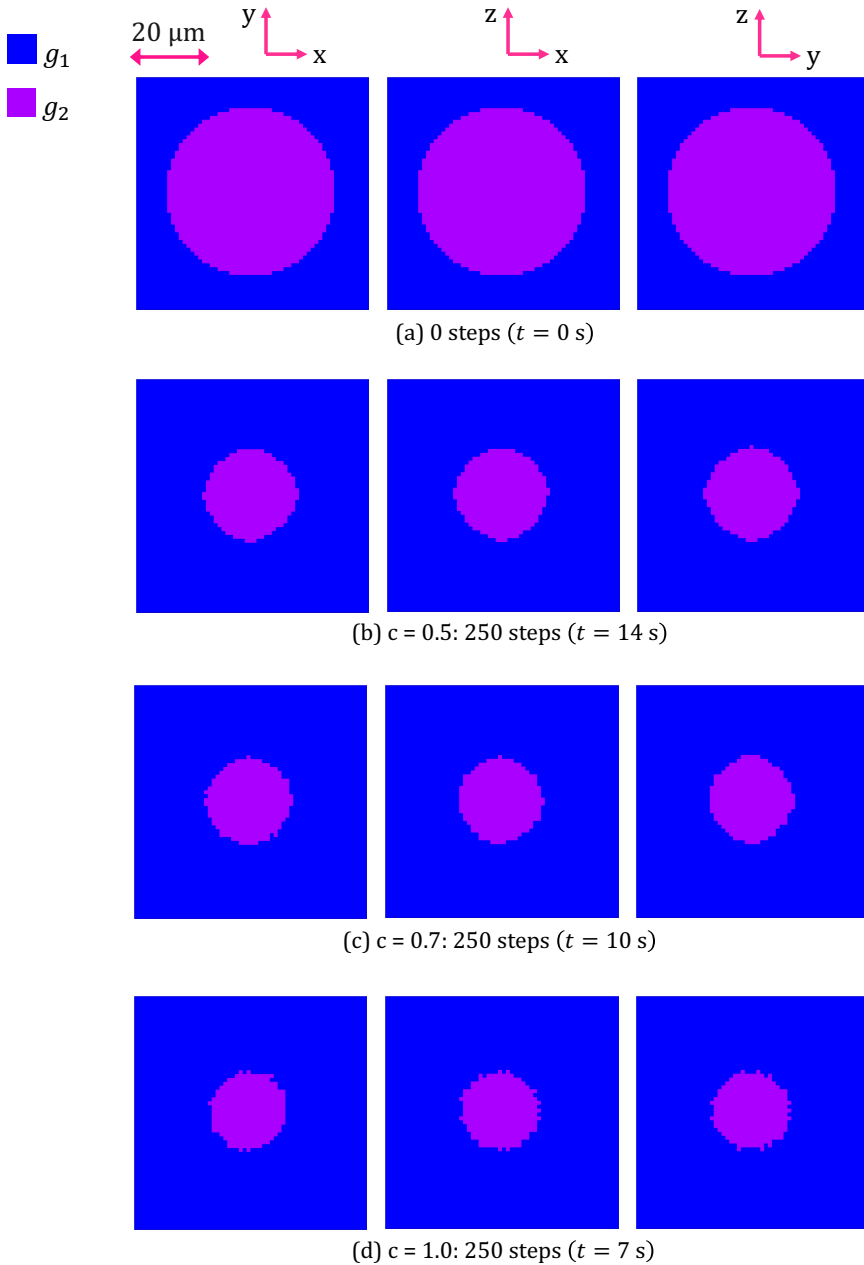 20 μm
y
x
z
x
z
y
g₁
g₂
(a) 0 steps (t = 0 s)
(b) c = 0.5: 250 steps (t = 14 s)
(c) c = 0.7: 250 steps (t = 10 s)
(d) c = 1.0: 250 steps (t = 7 s)